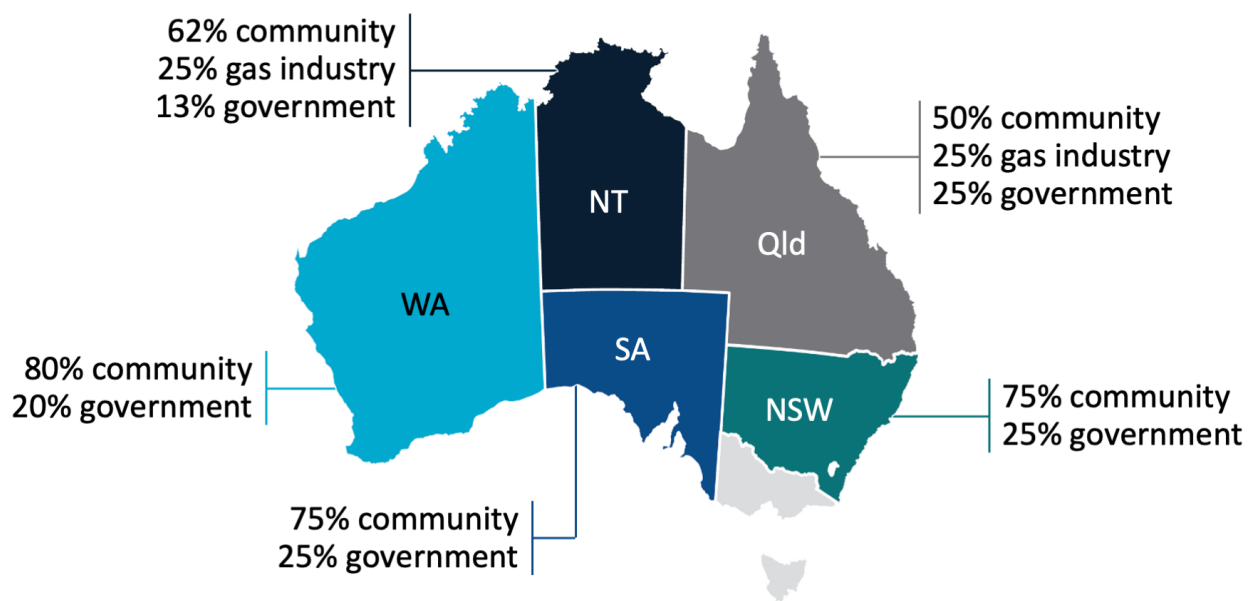 62% community
25% gas industry
13% government
50% community
25% gas industry
25% government
NT
Qld
WA
SA
80% community
20% government
NSW
75% community
25% government
75% community
25% government